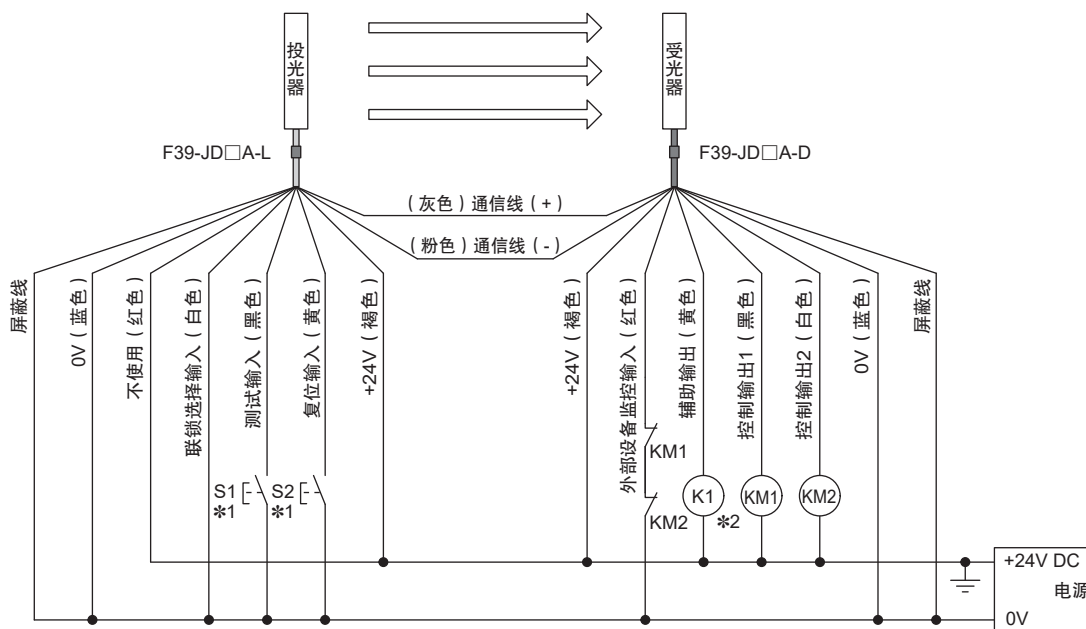 投光器
受光器
F39-JD□A-L
F39-JD□A-D
(灰色)通信线(+)
(粉色)通信线(-)
屏蔽线
0V(蓝色)
不使用(红色)
联锁选择输入(白色)
测试输入(黑色)
复位输入(黄色)
+24V(褐色)
+24V(褐色)
外部设备监控输入(红色)
辅助输出(黄色)
控制输出1(黑色)
控制输出2(白色)
0V(蓝色)
屏蔽线
KM1
S1
*1
S2
*1
KM2
K1
*2
KM1
KM2
+24V DC
电源
0V